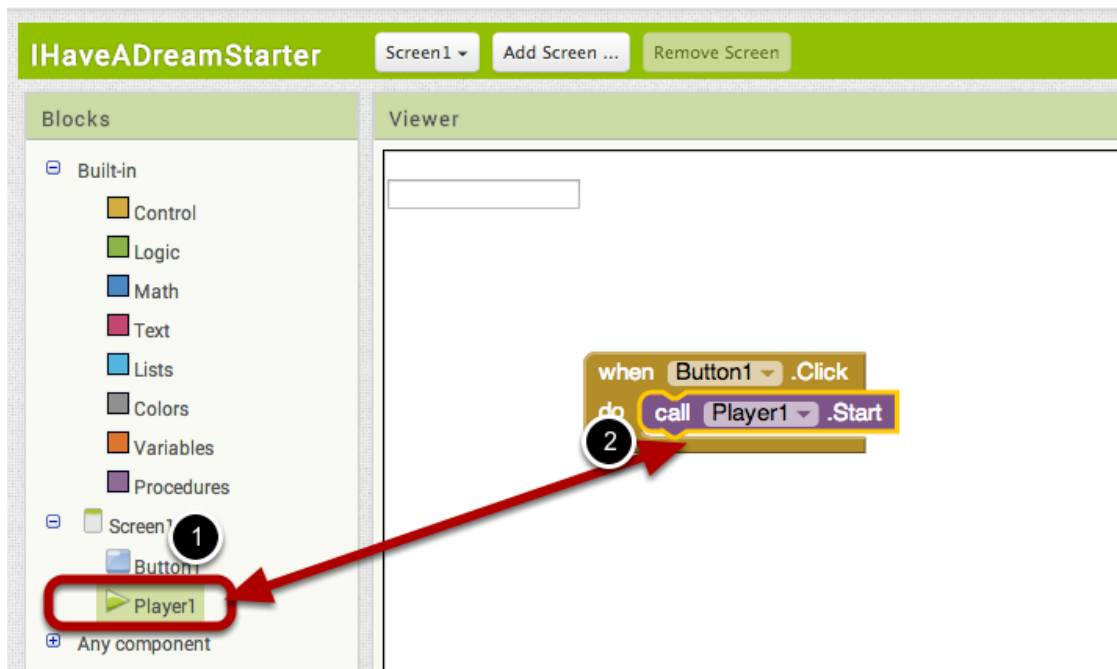 IHaveADreamStarter
Screen1
Add Screen ...
Remove Screen
Blocks
Viewer
Built-in
Control
Logic
Math
Text
Lists
Colors
Variables
Procedures
Screen1
1
Button1
Player1
Any component
when Button1 .Click
do call Player1 .Start
2